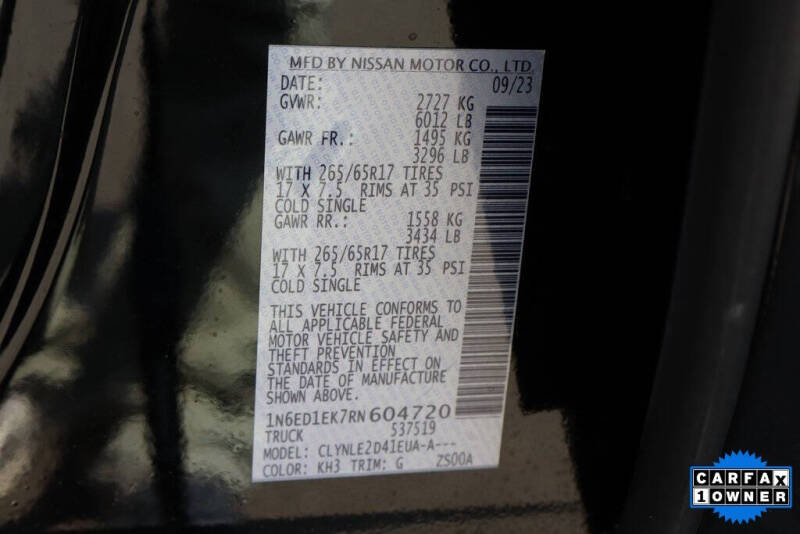 MFD BY NISSAN MOTOR CO., LTD.
DATE: 09/23
GVWR: 2727 KG
6012 LB
GAWR FR.: 1495 KG
3296 LB
WITH 265/65R17 TIRES
17 X 7.5 RIMS AT 35 PSI
COLD SINGLE
GAWR RR.: 1558 KG
3434 LB
WITH 265/65R17 TIRES
17 X 7.5 RIMS AT 35 PSI
COLD SINGLE
THIS VEHICLE CONFORMS TO
ALL APPLICABLE FEDERAL
MOTOR VEHICLE SAFETY AND
THEFT PREVENTION
STANDARDS IN EFFECT ON
THE DATE OF MANUFACTURE
SHOWN ABOVE.
1N6ED1EK7RN604720
TRUCK 537519
MODEL: CLYNLE2D41EUA-A---
COLOR: KH3 TRIM: G ZS00A
CARFAX
1 OWNER